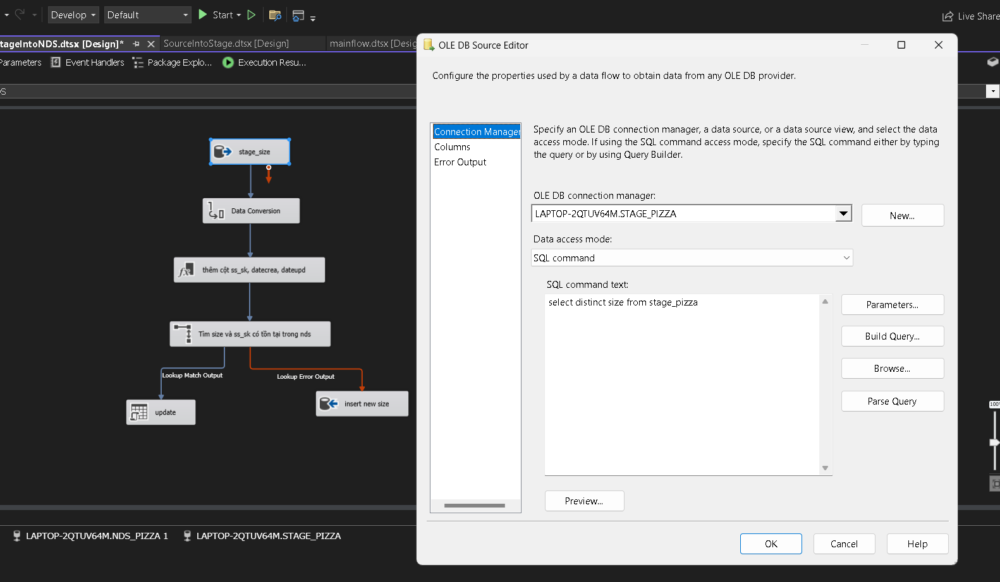 Develop
Default
Start
Live Share
tageIntoNDS.dtsx [Design]*
SourceIntoStage.dtsx [Design]
mainflow.dtsx [Desig
Parameters
Event Handlers
Package Explo...
Execution Resu...
stage_size
Data Conversion
thêm cột ss_sk, datecrea, dateupd
Tìm size và ss_sk có tồn tại trong nds
Lookup Match Output
Lookup Error Output
update
insert new size
LAPTOP-2QTUV64M.NDS_PIZZA 1
LAPTOP-2QTUV64M.STAGE_PIZZA
OLE DB Source Editor
Configure the properties used by a data flow to obtain data from any OLE DB provider.
Connection Manager
Columns
Error Output
Specify an OLE DB connection manager, a data source, or a data source view, and select the data
access mode. If using the SQL command access mode, specify the SQL command either by typing
the query or by using Query Builder.
OLE DB connection manager:
LAPTOP-2QTUV64M.STAGE_PIZZA
New...
Data access mode:
SQL command
SQL command text:
select distinct size from stage_pizza
Parameters...
Build Query...
Browse...
Parse Query
Preview...
OK
Cancel
Help
100%